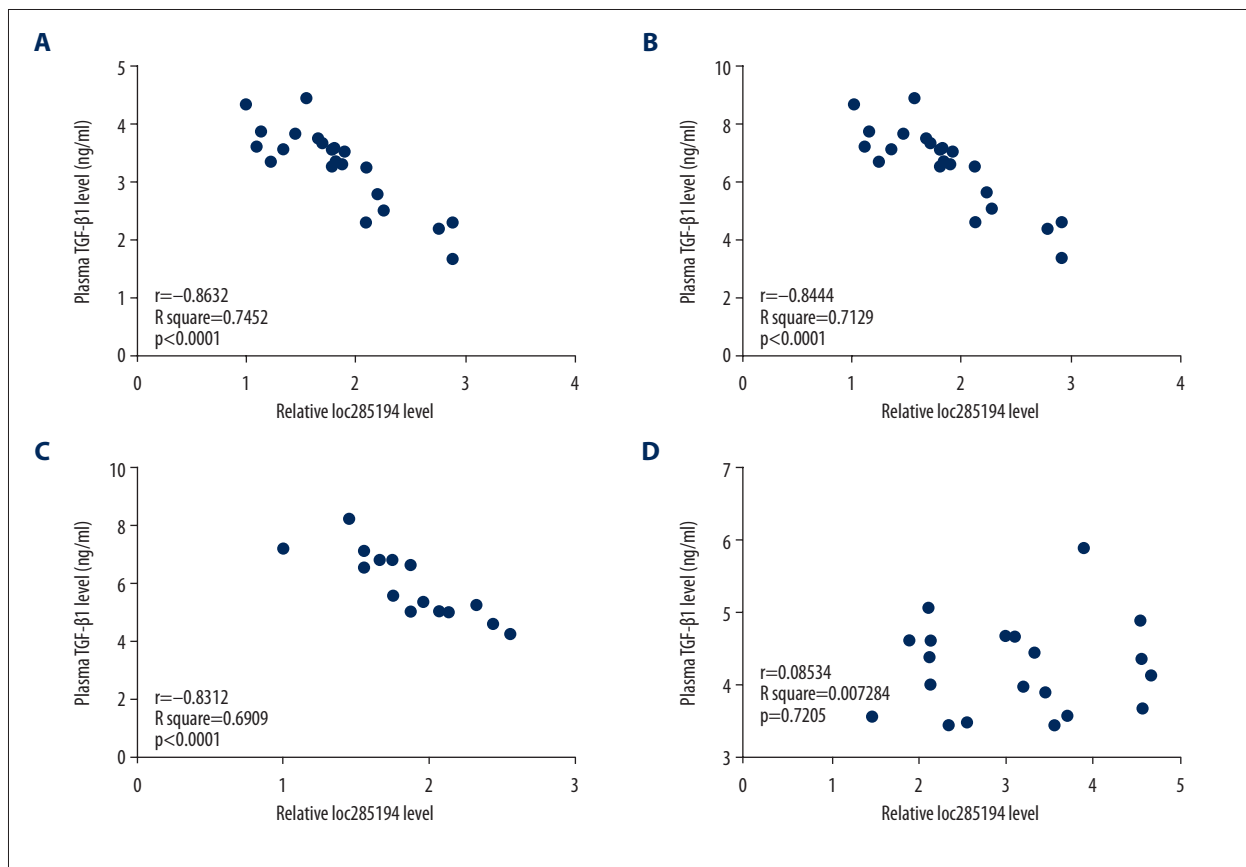 A
Plasma TGF-β1 level (ng/ml)
5
4
3
2
1
0
r=−0.8632
R square=0.7452
p<0.0001
0 1 2 3 4
Relative loc285194 level
B
Plasma TGF-β1 level (ng/ml)
10
8
6
4
2
0
r=−0.8444
R square=0.7129
p<0.0001
0 1 2 3 4
Relative loc285194 level
C
Plasma TGF-β1 level (ng/ml)
10
8
6
4
2
0
r=−0.8312
R square=0.6909
p<0.0001
0 1 2 3
Relative loc285194 level
D
Plasma TGF-β1 level (ng/ml)
7
6
5
4
3
r=0.08534
R square=0.007284
p=0.7205
0 1 2 3 4 5
Relative loc285194 level